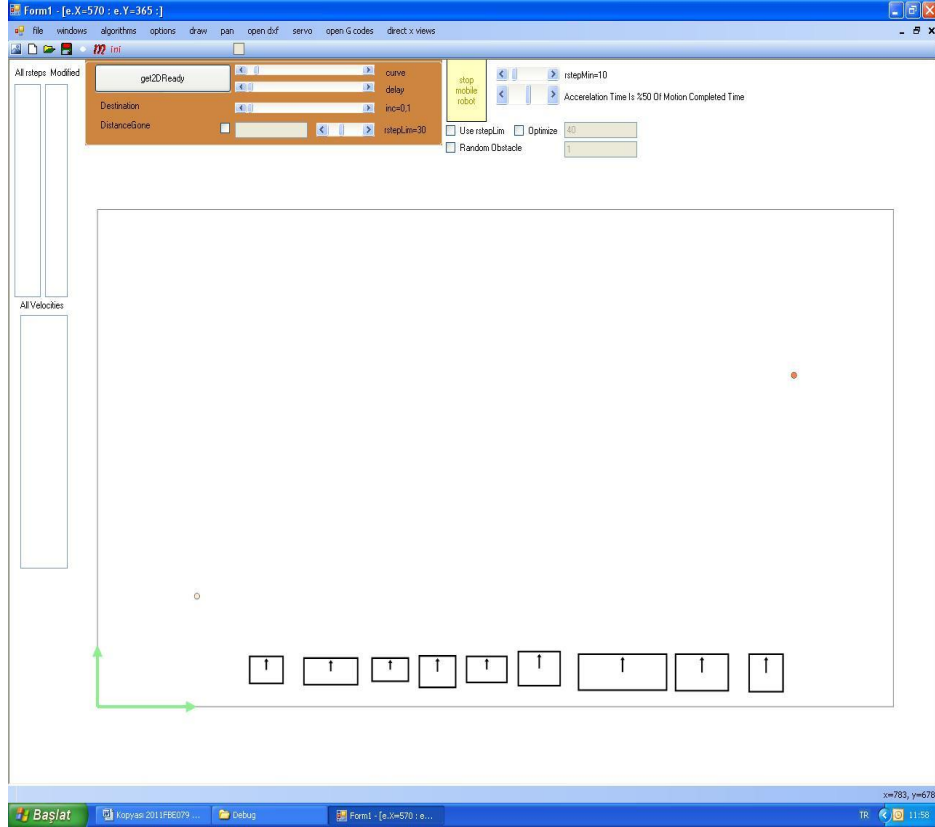 Form1 - [e.X=570 : e.Y=365 :]
file windows algorithms options draw pan open dxf servo open G codes direct x views
m ini
All rsteps Modified
get2DReady
curve
delay
Destination
inc=0,1
DistanceGone
rstepLim=30
stop
mobile
robot
rstepMin=10
Accerelation Time Is %50 Of Motion Completed Time
Use rstepLim Optimize 40
Random Obstacle 1
All Velocities
x=783, y=678
Başlat Kopyası 2011FBE079 ... Debug Form1 - [e.X=570 : e... TR 11:58